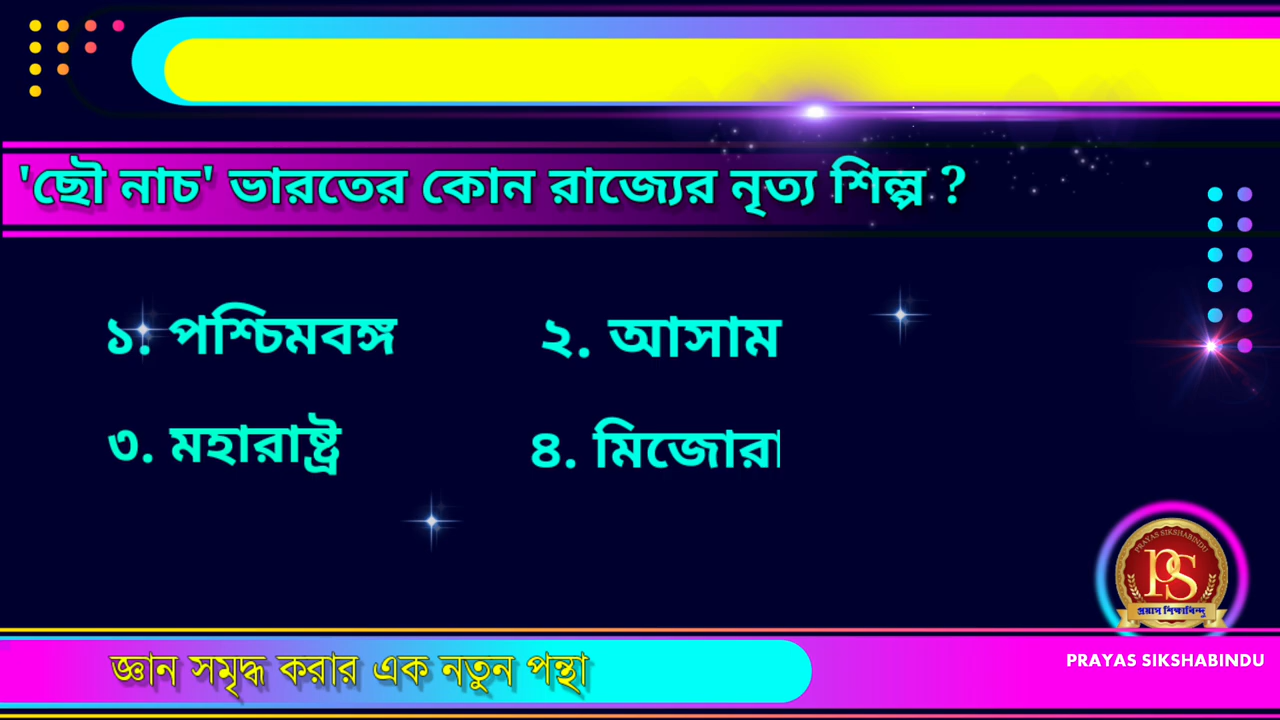 'ছৌ নাচ' ভারতের কোন রাজ্যের নৃত্য শিল্প ?
১. পশ্চিমবঙ্গ
২. আসাম
৩. মহারাষ্ট্র
৪. মিজোরা
PRAYAS SIKSHABINDU
PS
প্রয়াস শিক্ষাবিন্দু
জ্ঞান সমৃদ্ধ করার এক নতুন পন্থা
PRAYAS SIKSHABINDU